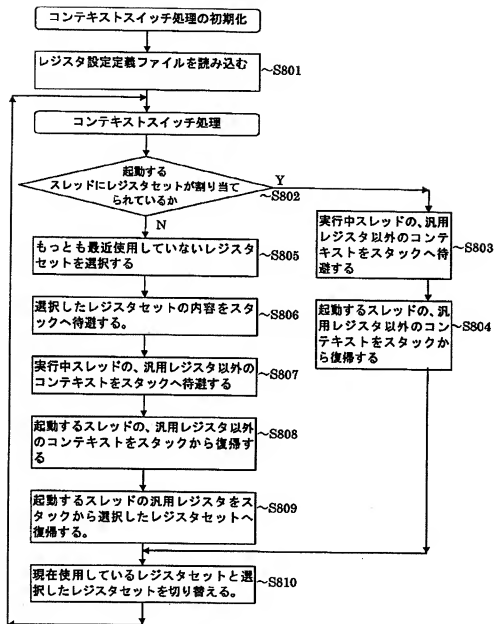 コンテキストスイッチ処理の初期化
レジスタ設定定義ファイルを読み込む
~S801
コンテキストスイッチ処理
起動する
スレッドにレジスタセットが割り当て
られているか
~S802
Y
N
実行中スレッドの、汎用
レジスタ以外のコンテ
キストをスタックへ待
避する
~S803
起動するスレッドの、汎
用レジスタ以外のコン
テキストをスタックか
ら復帰する
~S804
もっとも最近使用していないレジスタ
セットを選択する
~S805
選択したレジスタセットの内容をスタ
ックへ待避する。
~S806
実行中スレッドの、汎用レジスタ以外の
コンテキストをスタックへ待避する
~S807
起動するスレッドの、汎用レジスタ以外
のコンテキストをスタックから復帰す
る
~S808
起動するスレッドの汎用レジスタをス
タックから選択したレジスタセットへ
復帰する。
~S809
現在使用しているレジスタセットと選
択したレジスタセットを切り替える。
~S810